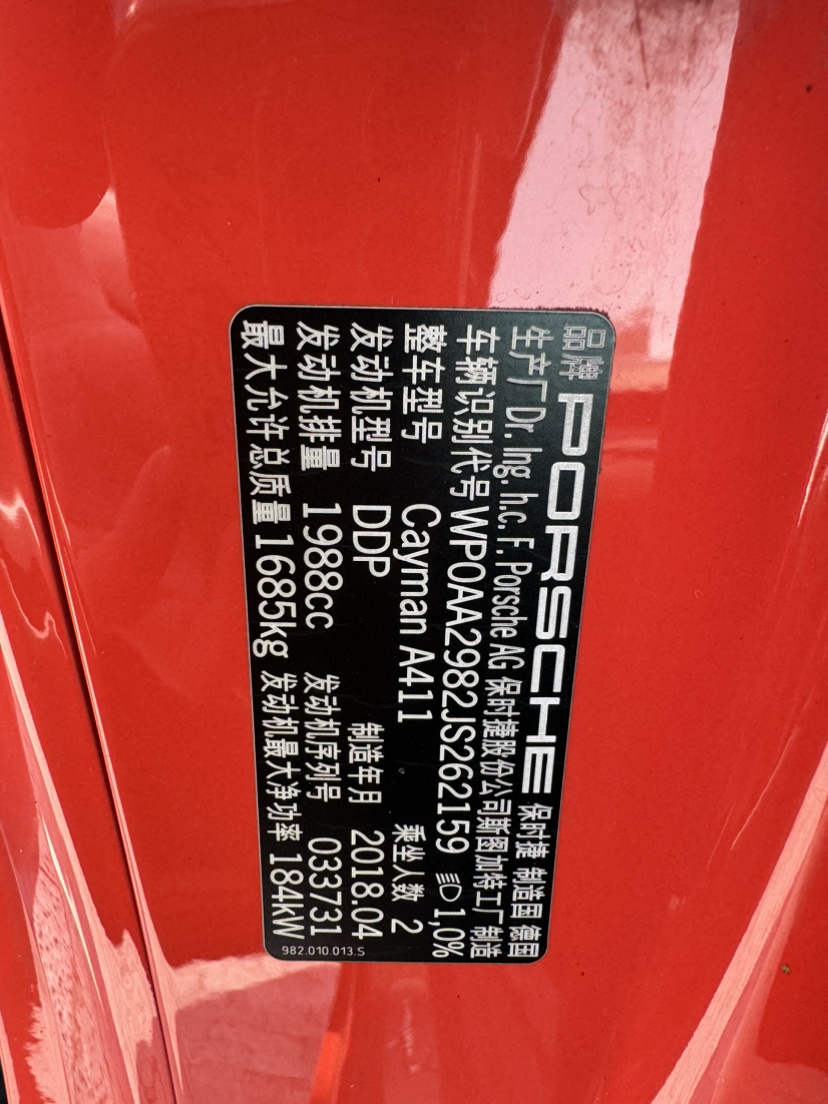 品牌 PORSCHE 保时捷 制造国 德国
生产厂 Dr. Ing. h.c. F. Porsche AG 保时捷股份公司斯图加特工厂制造
车辆识别代号 WP0AA2982JS262159 1,0%
整车型号 Cayman A411 乘坐人数 2
发动机型号 DDP 制造年月 2018.04
发动机排量 1988cc 发动机序列号 033731
最大允许总质量 1685kg 发动机最大净功率 184kW
982.010.013.S